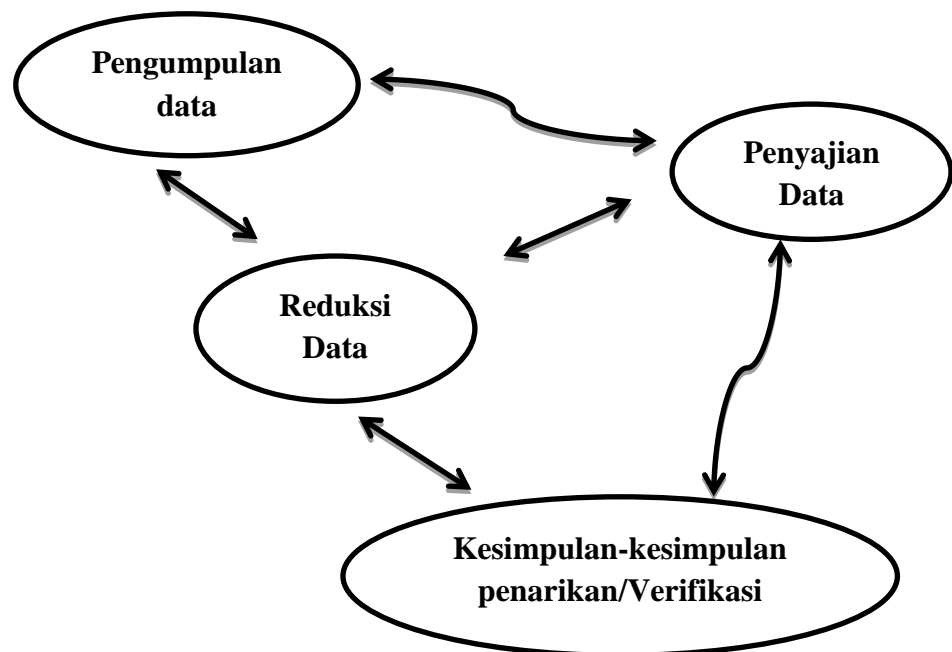 Pengumpulan
data
Penyajian
Data
Reduksi
Data
Kesimpulan-kesimpulan
penarikan/Verifikasi